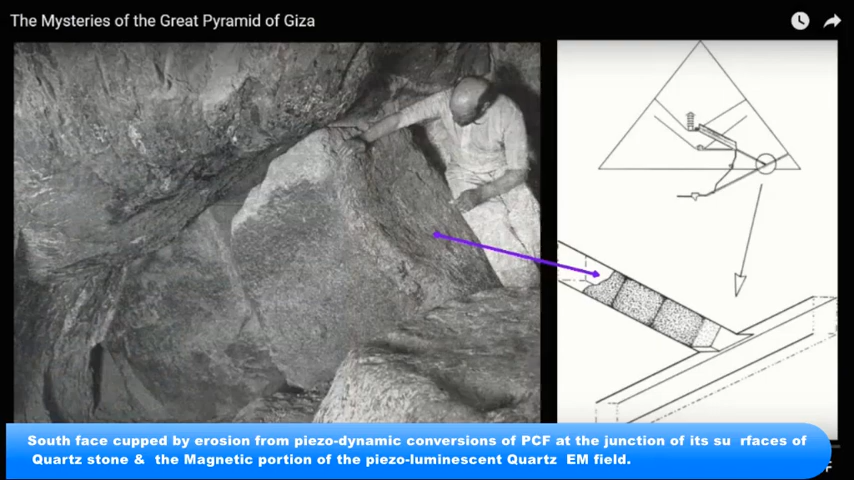 The Mysteries of the Great Pyramid of Giza
South face cupped by erosion from piezo-dynamic conversions of PCF at the junction of its su rfaces of
Quartz stone & the Magnetic portion of the piezo-luminescent Quartz EM field.